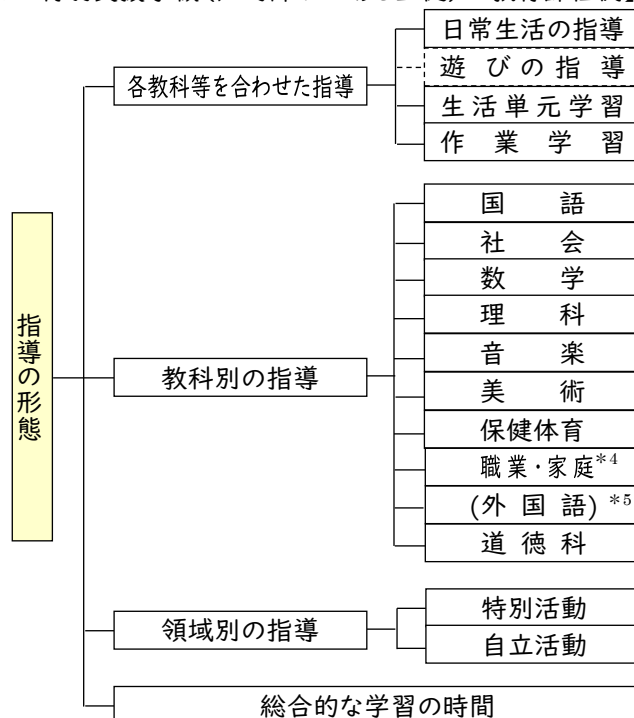 日常生活の指導
遊びの指導
生活単元学習
作業学習
各教科等を合わせた指導
国語
社会
数学
理科
音楽
美術
保健体育
職業・家庭*4
(外国語)*5
道徳科
教科別の指導
指導の形態
特別活動
自立活動
領域別の指導
総合的な学習の時間